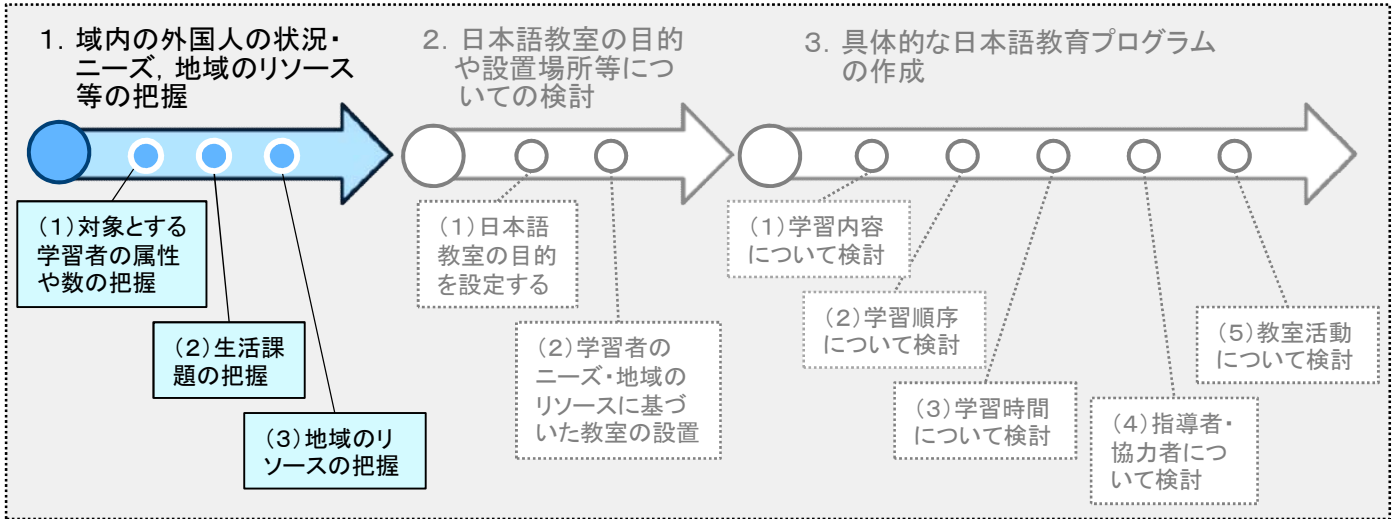 1．域内の外国人の状況・
ニーズ，地域のリソース
等の把握
（1）対象とする
学習者の属性
や数の把握
（2）生活課
題の把握
（3）地域のリ
ソースの把握
2．日本語教室の目的
や設置場所等につ
いての検討
（1）日本語
教室の目的
を設定する
（2）学習者の
ニーズ・地域の
リソースに基づ
いた教室の設置
3．具体的な日本語教育プログラム
の作成
（1）学習内容
について検討
（2）学習順序
について検討
（3）学習時間
について検討
（4）指導者・
協力者につ
いて検討
（5）教室活動
について検討